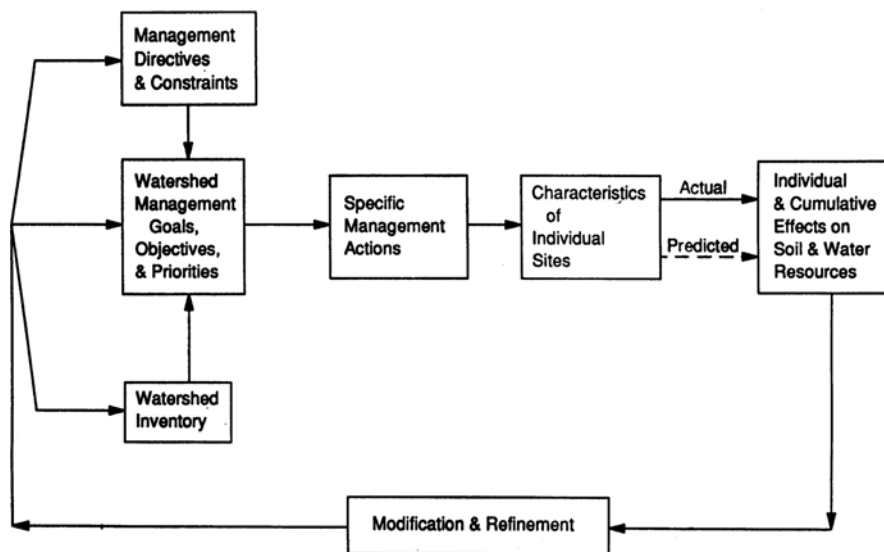 Management
Directives
& Constraints
Watershed
Management
Goals,
Objectives,
& Priorities
Specific
Management
Actions
Characteristics
of
Individual
Sites
Actual
Predicted
Individual
& Cumulative
Effects on
Soil & Water
Resources
Watershed
Inventory
Modification & Refinement